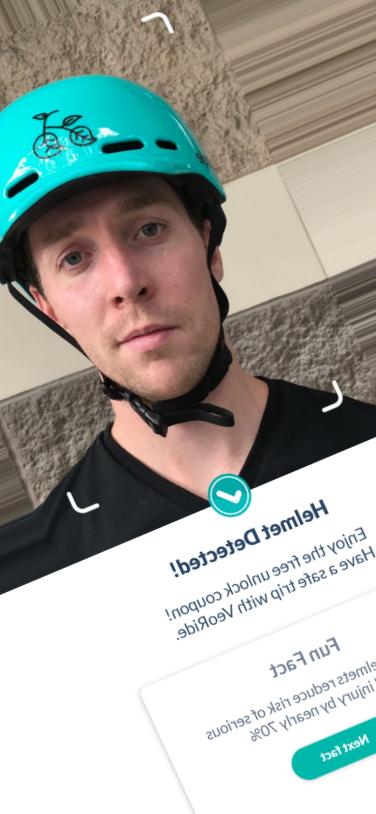 Helmet Detected!
Enjoy the free unlock coupon!
Have a safe trip with VeoRide.
Fun Fact
reduce risk of serious
injury by nearly 70%
Next fact